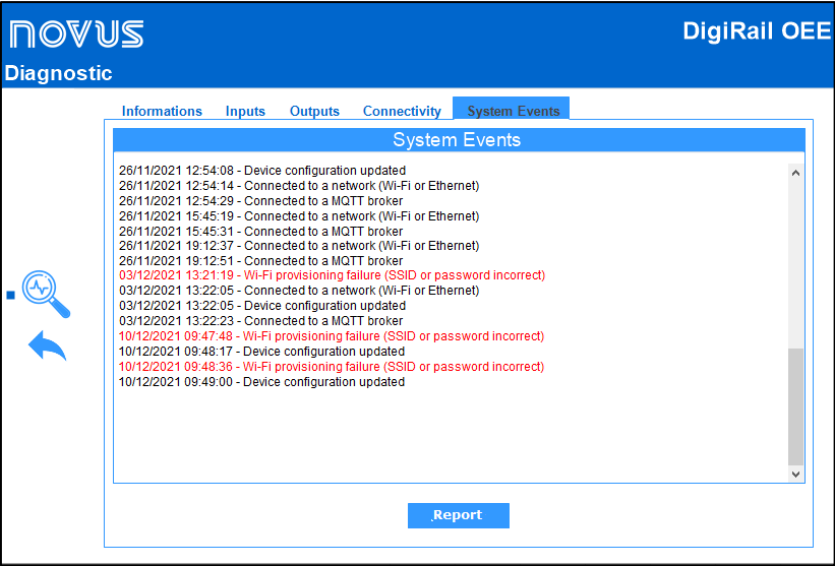 NOVUS
DigiRail OEE
Diagnostic
Informations Inputs Outputs Connectivity System Events
System Events
26/11/2021 12:54:08 - Device configuration updated
26/11/2021 12:54:14 - Connected to a network (Wi-Fi or Ethernet)
26/11/2021 12:54:29 - Connected to a MQTT broker
26/11/2021 15:45:19 - Connected to a network (Wi-Fi or Ethernet)
26/11/2021 15:45:31 - Connected to a MQTT broker
26/11/2021 19:12:37 - Connected to a network (Wi-Fi or Ethernet)
26/11/2021 19:12:51 - Connected to a MQTT broker
03/12/2021 13:21:19 - Wi-Fi provisioning failure (SSID or password incorrect)
03/12/2021 13:22:05 - Connected to a network (Wi-Fi or Ethernet)
03/12/2021 13:22:05 - Device configuration updated
03/12/2021 13:22:23 - Connected to a MQTT broker
10/12/2021 09:47:48 - Wi-Fi provisioning failure (SSID or password incorrect)
10/12/2021 09:48:17 - Device configuration updated
10/12/2021 09:48:36 - Wi-Fi provisioning failure (SSID or password incorrect)
10/12/2021 09:49:00 - Device configuration updated
Report